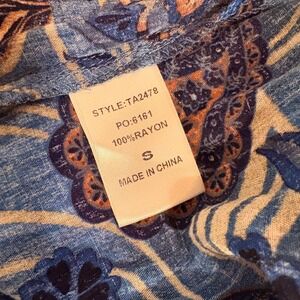 STYLE:TA2478
PO:6161
100%RAYON
S
MADE IN CHINA